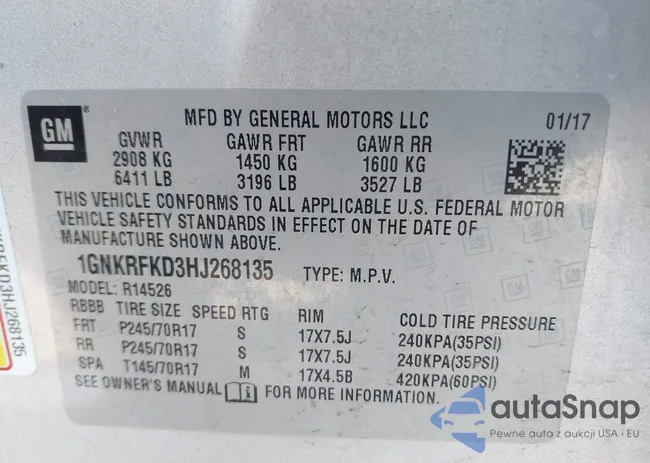 GM
®
MFD BY GENERAL MOTORS LLC
01/17
GVWR GAWR FRT GAWR RR
2908 KG 1450 KG 1600 KG
6411 LB 3196 LB 3527 LB
THIS VEHICLE CONFORMS TO ALL APPLICABLE U.S. FEDERAL MOTOR
VEHICLE SAFETY STANDARDS IN EFFECT ON THE DATE OF
MANUFACTURE SHOWN ABOVE.
1GNKRFKD3HJ268135 TYPE: M.P.V.
MODEL: R14526
RBBB TIRE SIZE SPEED RTG RIM COLD TIRE PRESSURE
FRT P245/70R17 S 17X7.5J 240KPA(35PSI)
RR P245/70R17 S 17X7.5J 240KPA(35PSI)
SPA T145/70R17 M 17X4.5B 420KPA(60PSI)
SEE OWNER'S MANUAL i FOR MORE INFORMATION.
KD3HJ268135
autaSnap
Pewne auta z aukcji USA i EU